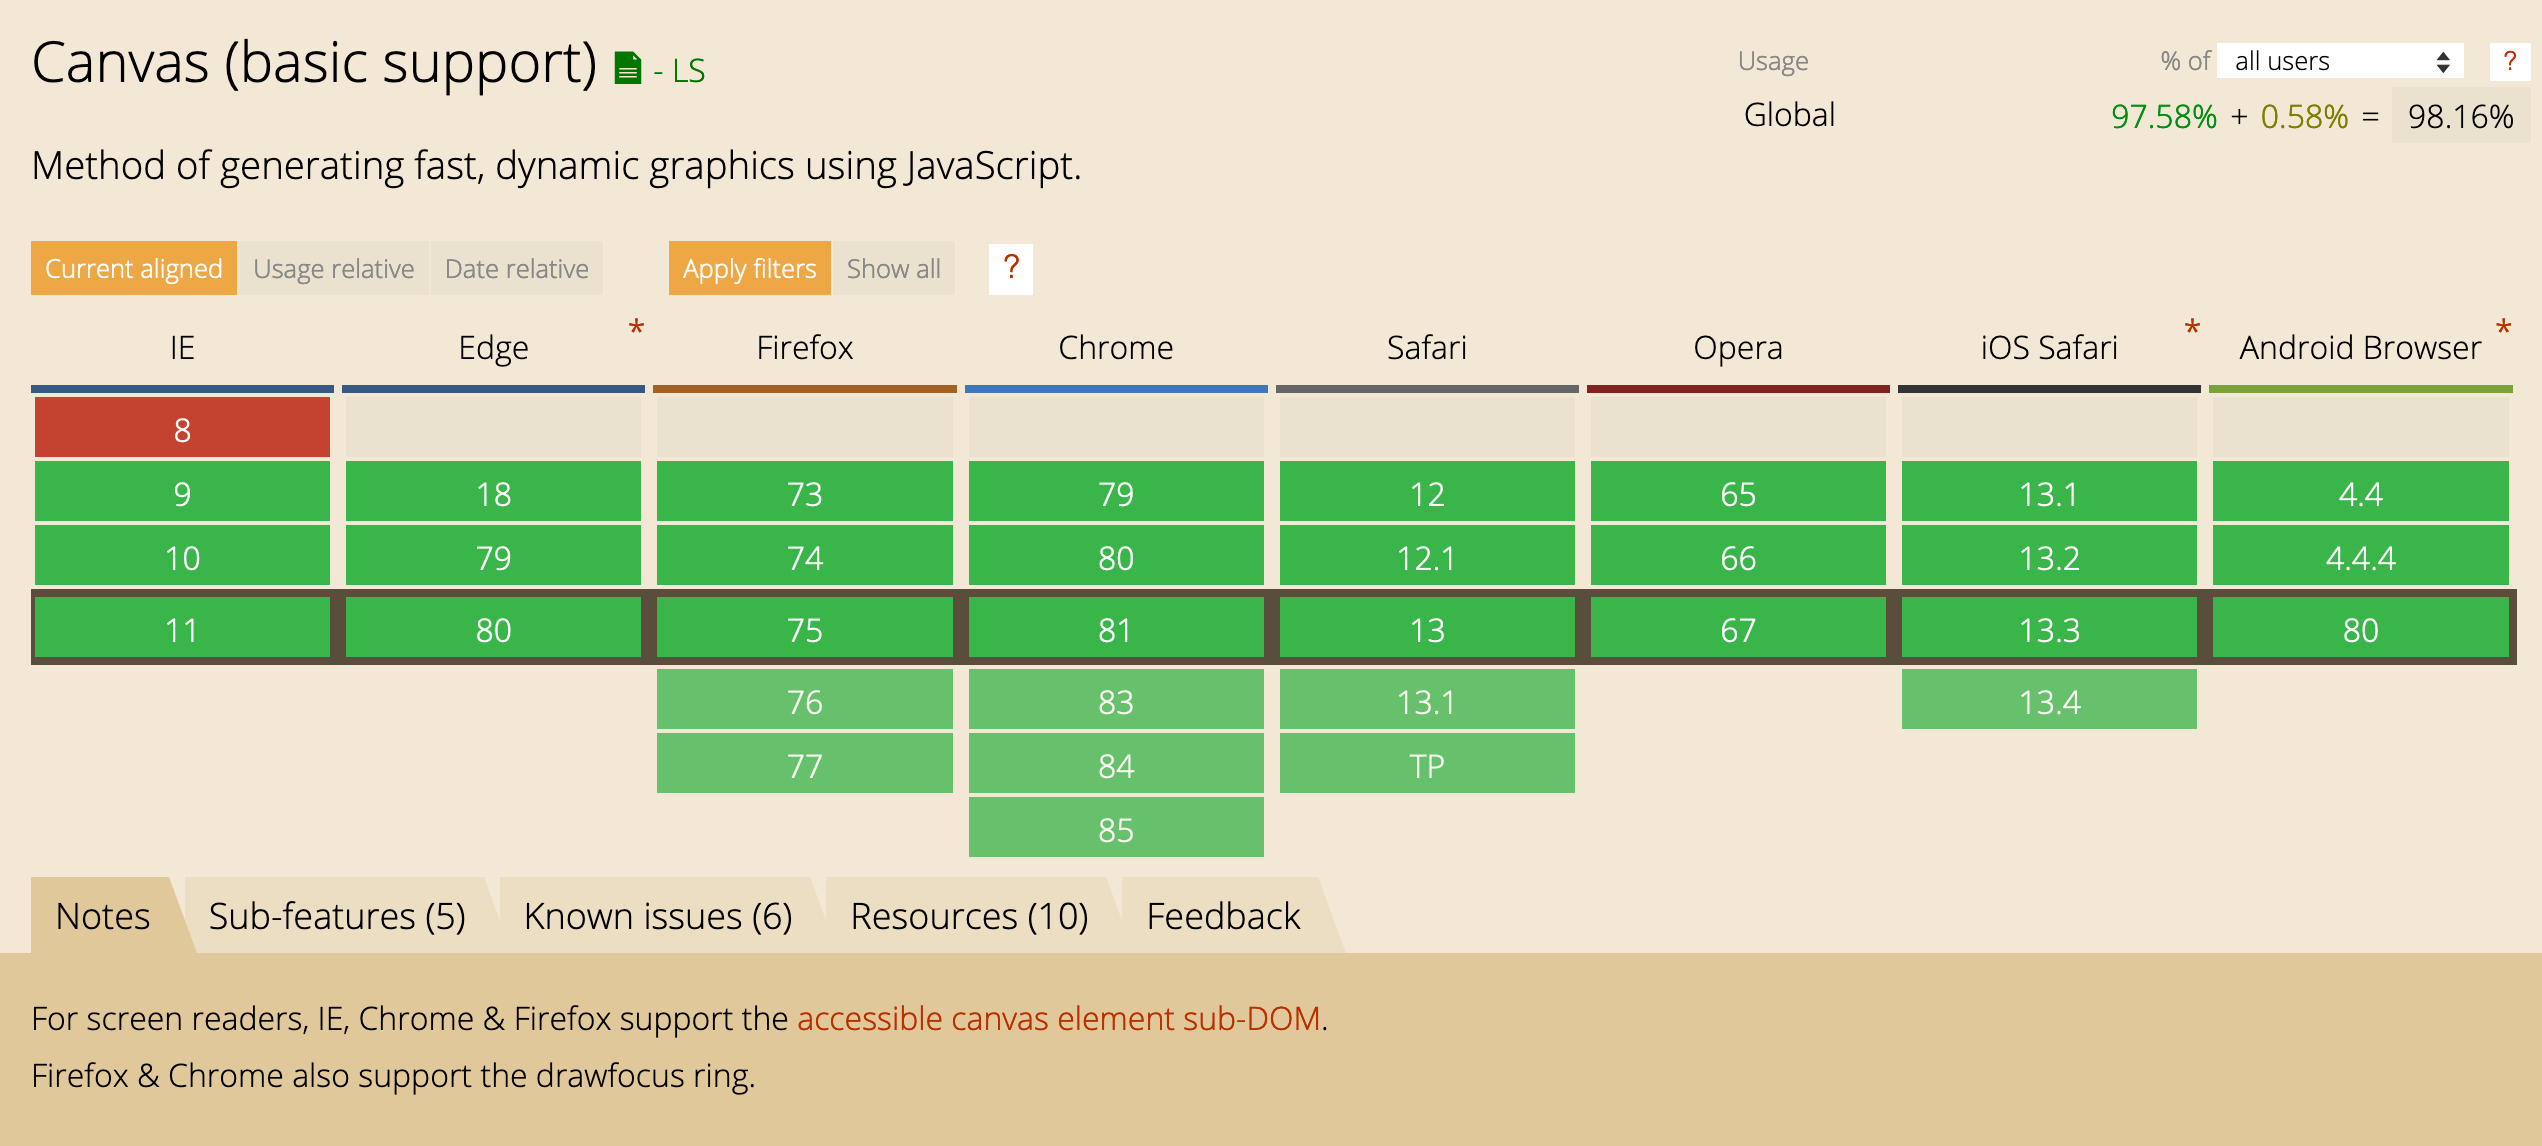 Canvas (basic support) - LS
Usage % of all users ?
Global 97.58% + 0.58% = 98.16%
Method of generating fast, dynamic graphics using JavaScript.
Current aligned Usage relative Date relative Apply filters Show all ?
IE Edge * Firefox Chrome Safari Opera iOS Safari * Android Browser *
8
9 18 73 79 12 65 13.1 4.4
10 79 74 80 12.1 66 13.2 4.4.4
11 80 75 81 13 67 13.3 80
76 83 13.1 13.4
77 84 TP
85
Notes Sub-features (5) Known issues (6) Resources (10) Feedback
For screen readers, IE, Chrome & Firefox support the accessible canvas element sub-DOM.
Firefox & Chrome also support the drawfocus ring.